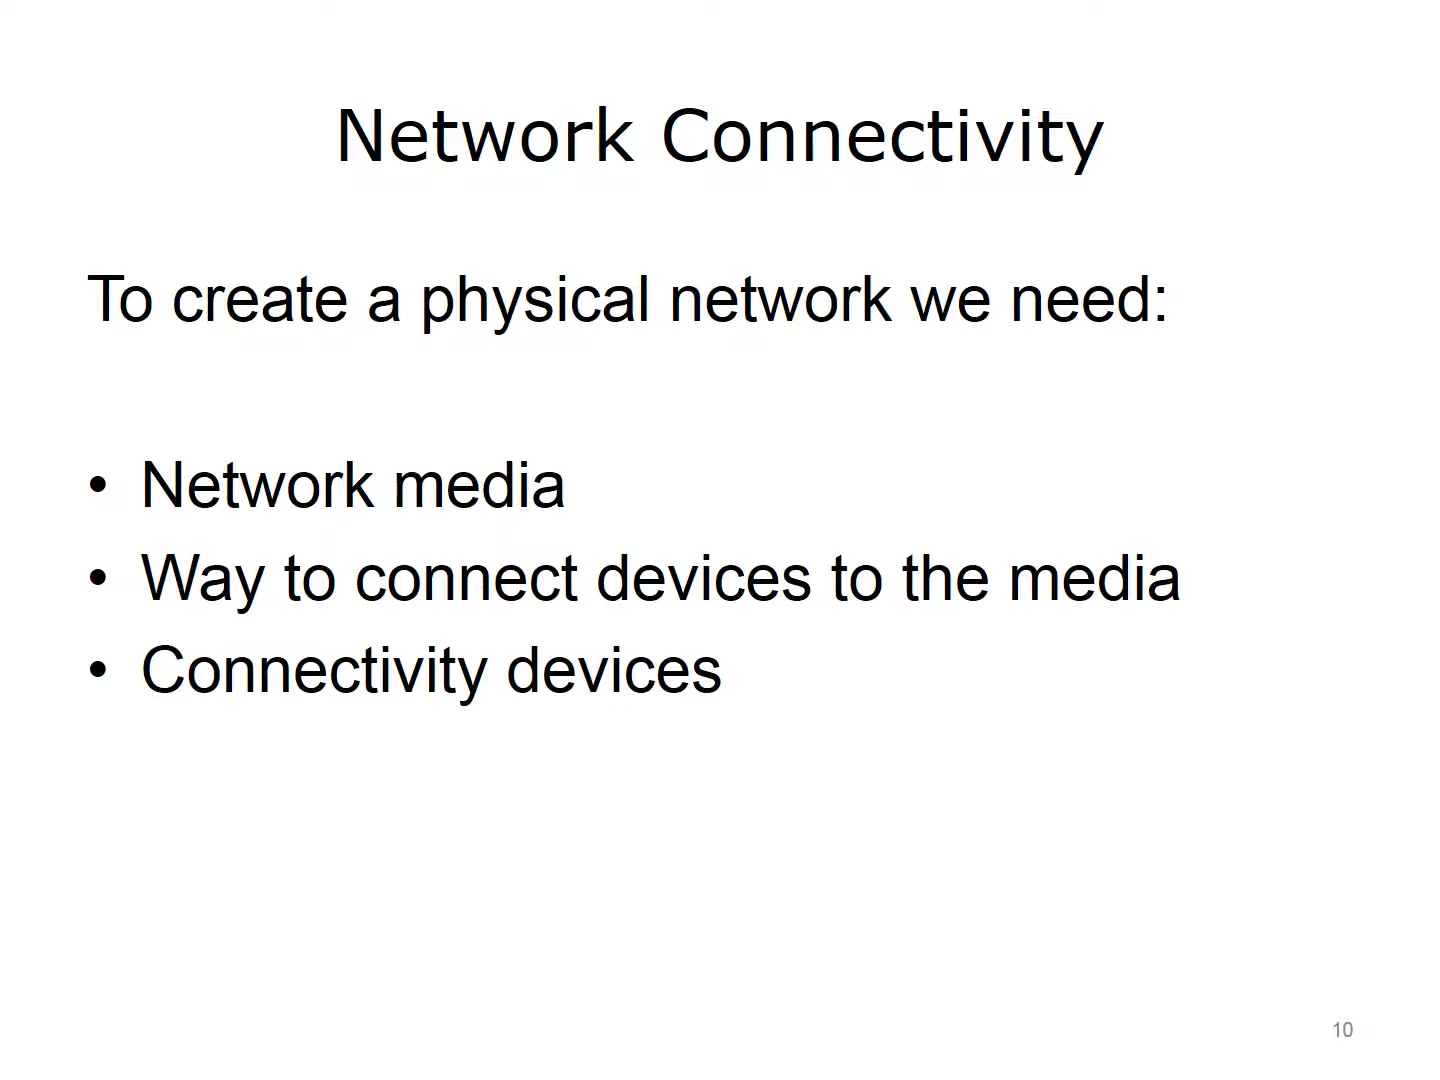 Network Connectivity
To create a physical network we need:
• Network media
• Way to connect devices to the media
• Connectivity devices
10